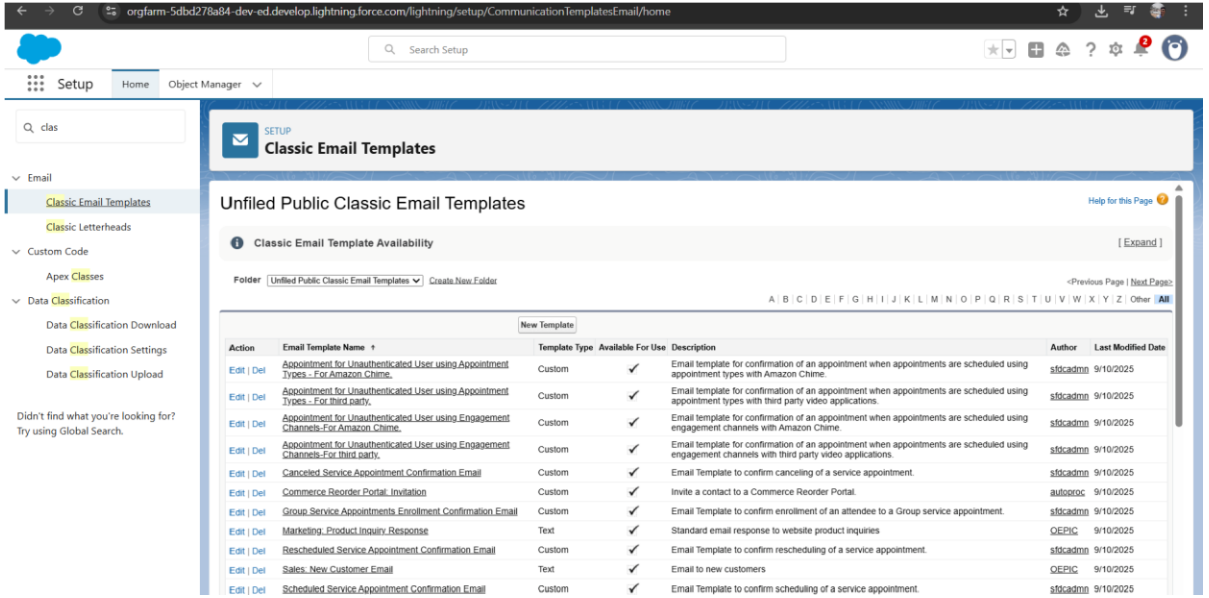 orgfarm-5dbd278a84-dev-ed.develop.lightning.force.com/lightning/setup/CommunicationTemplatesEmail/home
Search Setup
2
Setup Home Object Manager
clas
Email
Classic Email Templates
Classic Letterheads
Custom Code
Apex Classes
Data Classification
Data Classification Download
Data Classification Settings
Data Classification Upload
Didn't find what you're looking for?
Try using Global Search.
SETUP
Classic Email Templates
Unfiled Public Classic Email Templates
Help for this Page ?
Classic Email Template Availability [ Expand ]
Folder Unfiled Public Classic Email Templates Create New Folder
<Previous Page | Next Page>
A | B | C | D | E | F | G | H | I | J | K | L | M | N | O | P | Q | R | S | T | U | V | W | X | Y | Z | Other All
New Template
Action Email Template Name ↑ Template Type Available For Use Description Author Last Modified Date
Edit | Del Appointment for Unauthenticated User using Appointment Types - For Amazon Chime. Custom ✓ Email template for confirmation of an appointment when appointments are scheduled using appointment types with Amazon Chime. sfdcadmn 9/10/2025
Edit | Del Appointment for Unauthenticated User using Appointment Types - For third party. Custom ✓ Email template for confirmation of an appointment when appointments are scheduled using appointment types with third party video applications. sfdcadmn 9/10/2025
Edit | Del Appointment for Unauthenticated User using Engagement Channels-For Amazon Chime. Custom ✓ Email template for confirmation of an appointment when appointments are scheduled using engagement channels with Amazon Chime. sfdcadmn 9/10/2025
Edit | Del Appointment for Unauthenticated User using Engagement Channels-For third party. Custom ✓ Email template for confirmation of an appointment when appointments are scheduled using engagement channels with third party video applications. sfdcadmn 9/10/2025
Edit | Del Canceled Service Appointment Confirmation Email Custom ✓ Email Template to confirm canceling of a service appointment. sfdcadmn 9/10/2025
Edit | Del Commerce Reorder Portal: Invitation Custom ✓ Invite a contact to a Commerce Reorder Portal. autoproc 9/10/2025
Edit | Del Group Service Appointments Enrollment Confirmation Email Custom ✓ Email Template to confirm enrollment of an attendee to a Group service appointment. sfdcadmn 9/10/2025
Edit | Del Marketing: Product Inquiry Response Text ✓ Standard email response to website product inquiries OEPIC 9/10/2025
Edit | Del Rescheduled Service Appointment Confirmation Email Custom ✓ Email Template to confirm rescheduling of a service appointment. sfdcadmn 9/10/2025
Edit | Del Sales: New Customer Email Text ✓ Email to new customers OEPIC 9/10/2025
Edit | Del Scheduled Service Appointment Confirmation Email Custom ✓ Email Template to confirm scheduling of a service appointment. sfdcadmn 9/10/2025